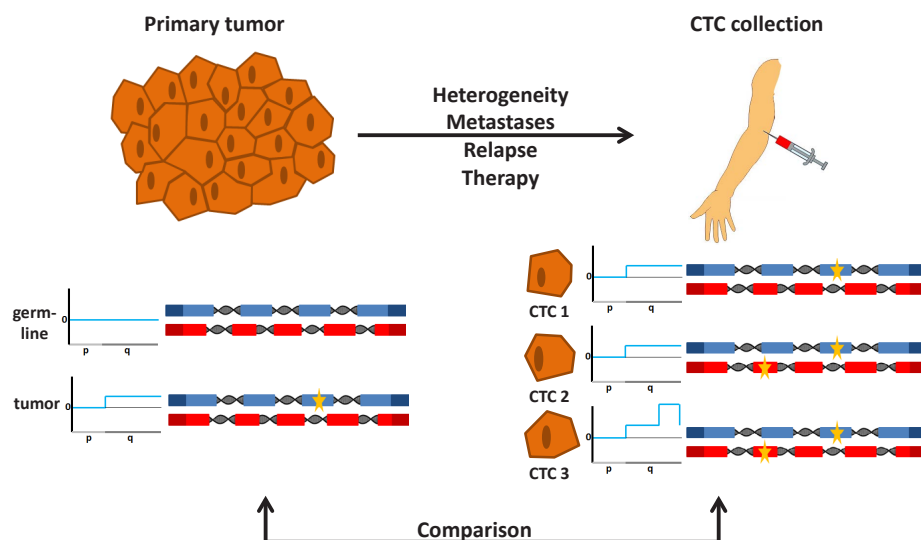 Primary tumor
CTC collection
Heterogeneity
Metastases
Relapse
Therapy
germ-
line
0
p q
tumor
0
p q
CTC 1
0
p q
CTC 2
0
p q
CTC 3
0
p q
Comparison